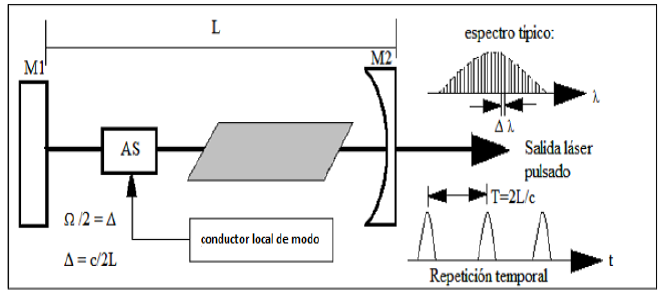 L
M1
M2
AS
Ω/2 = Δ
Δ = c/2L
conductor local de modo
espectro típico:
λ
Δ λ
Salida láser
pulsado
T=2L/c
t
Repetición temporal